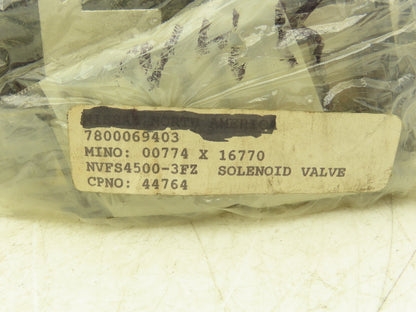 7800069403
MINO: 00774 X 16770
NVFS4500-3FZ SOLENOID VALVE
CPNO: 44764